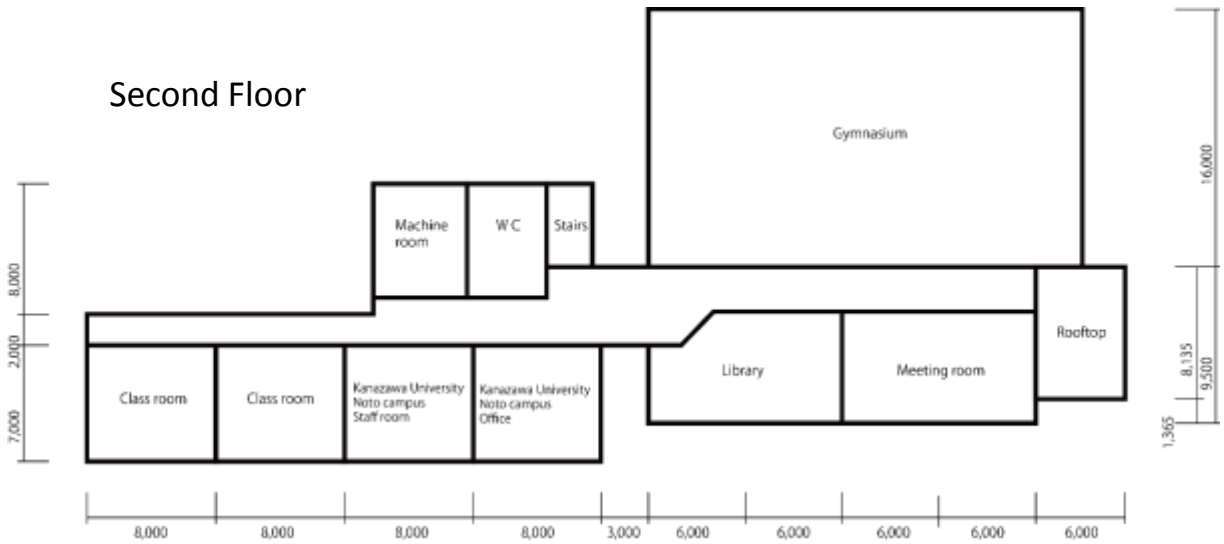 Second Floor
Gymnasium
16,000
Machine
room
W C
Stairs
8,000
2,000
7,000
Rooftop
8,135
9,500
1,365
Class room
Class room
Kanazawa University
Noto campus
Staff room
Kanazawa University
Noto campus
Office
Library
Meeting room
8,000
8,000
8,000
8,000
3,000
6,000
6,000
6,000
6,000
6,000